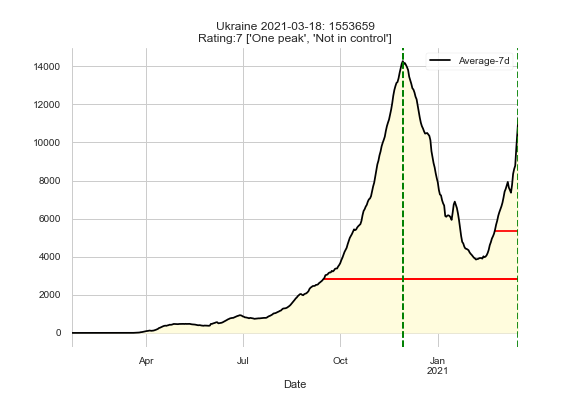 Ukraine 2021-03-18: 1553659
Rating:7 ['One peak', 'Not in control']
Average-7d
14000
12000
10000
8000
6000
4000
2000
0
Apr
Jul
Oct
Jan
2021
Date